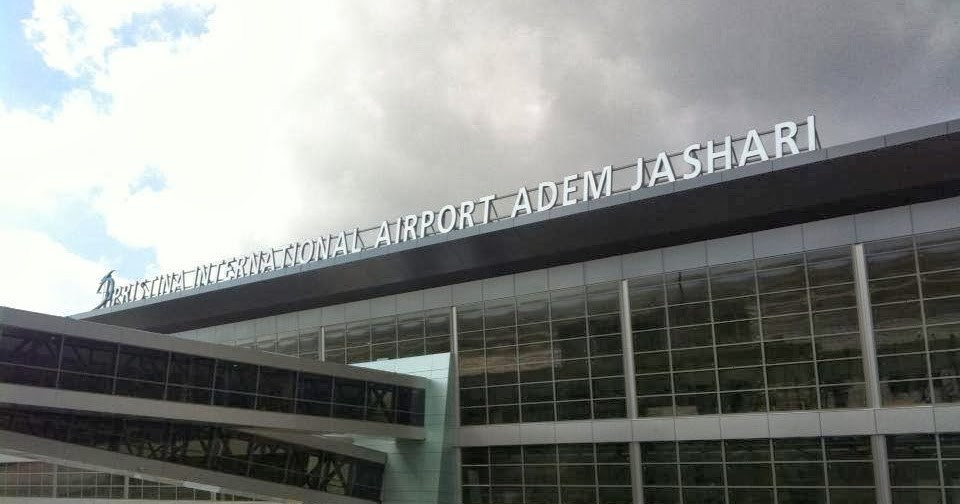 PRISTINA INTERNATIONAL AIRPORT ADEM JASHARI